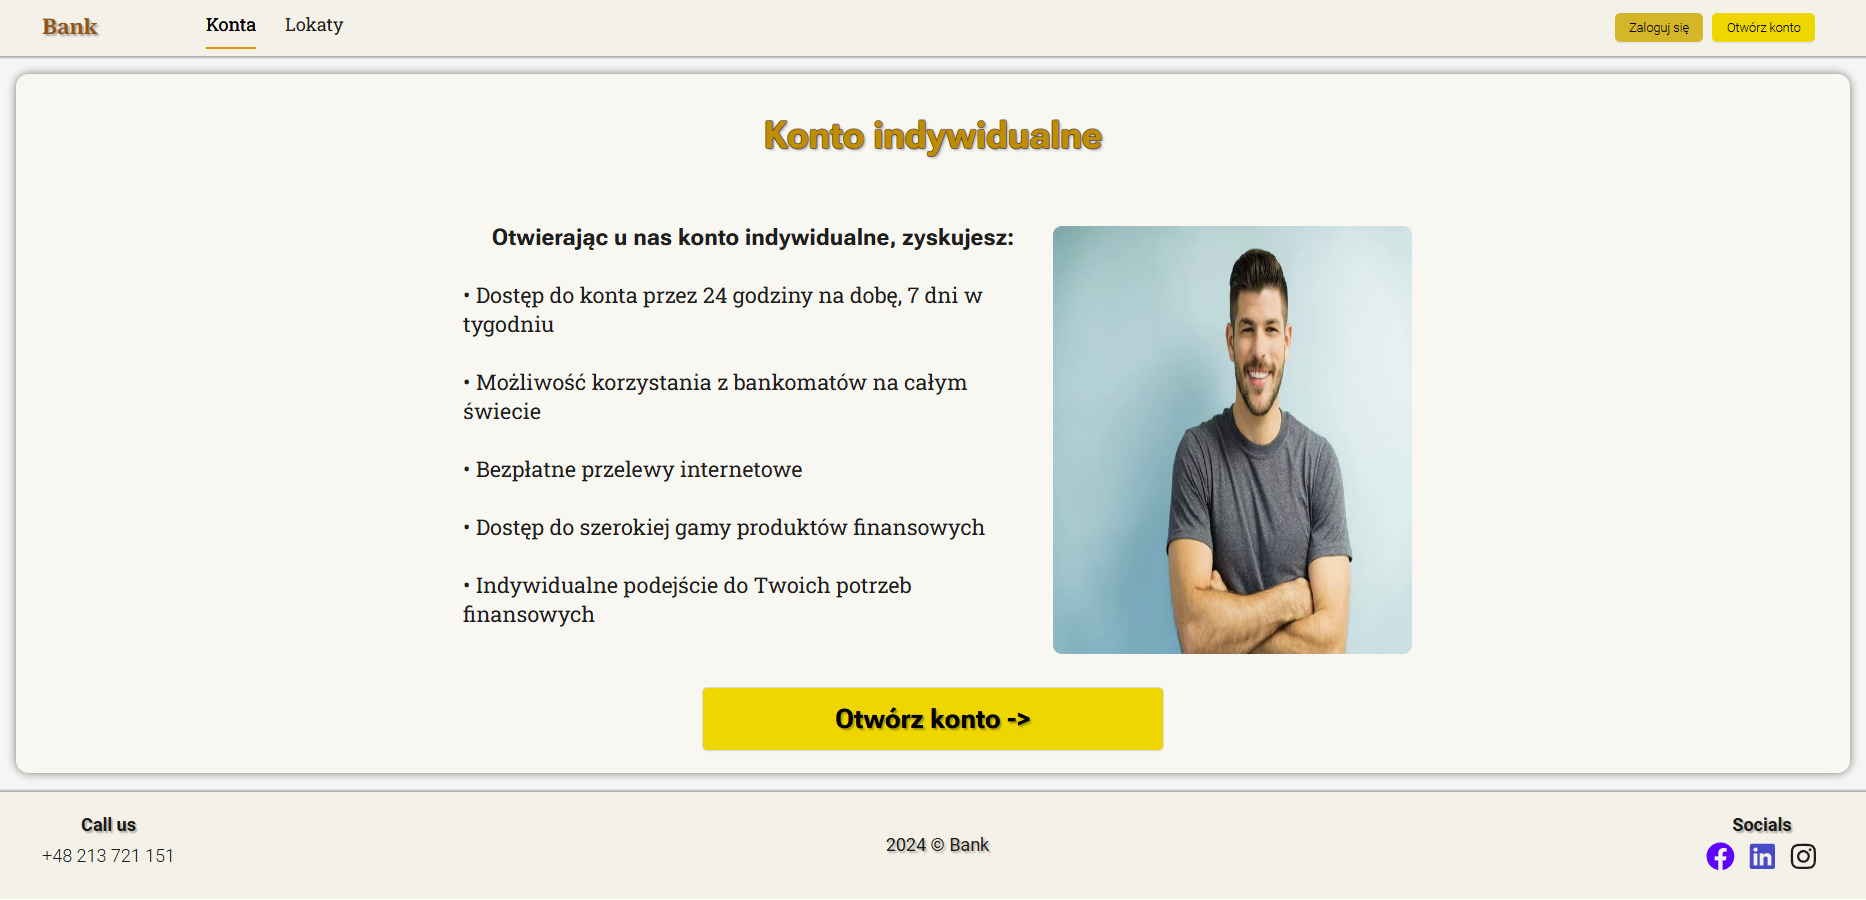 Bank
Konta
Lokaty
Zaloguj się
Otwórz konto
Konto indywidualne
Otwierając u nas konto indywidualne, zyskujesz:
• Dostęp do konta przez 24 godziny na dobę, 7 dni w
tygodniu
• Możliwość korzystania z bankomatów na całym
świecie
• Bezpłatne przelewy internetowe
• Dostęp do szerokiej gamy produktów finansowych
• Indywidualne podejście do Twoich potrzeb
finansowych
Otwórz konto ->
Call us
+48 213 721 151
2024 © Bank
Socials